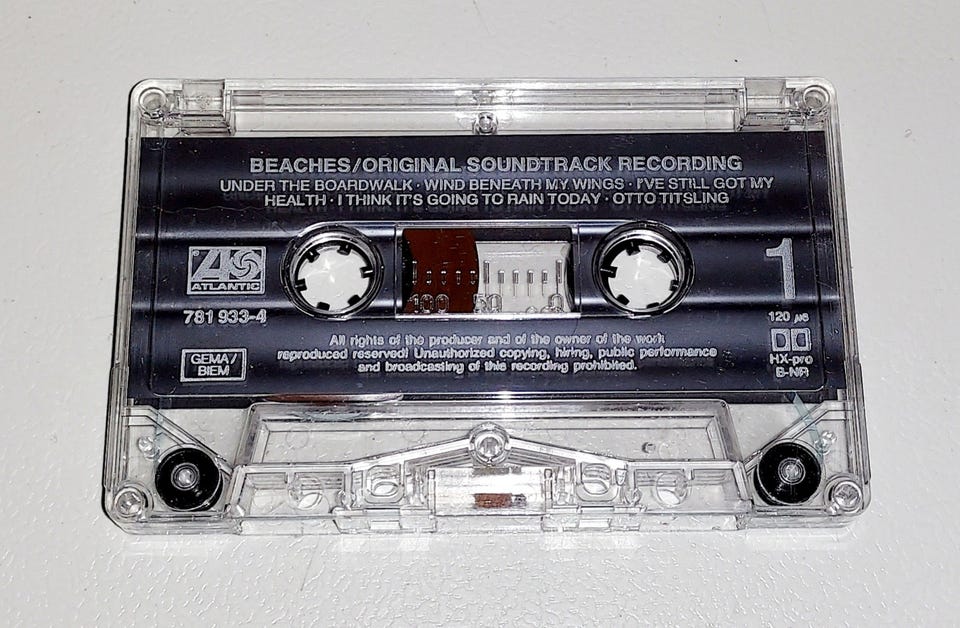 BEACHES/ORIGINAL SOUNDTRACK RECORDING
UNDER THE BOARDWALK · WIND BENEATH MY WINGS · I'VE STILL GOT MY
HEALTH · I THINK IT'S GOING TO RAIN TODAY · OTTO TITSLING
ATLANTIC
781 933-4
GEMA/
BIEM
100 50 0
1
120 µs
HX-pro
B-NR
All rights of the producer and of the owner of the work
reproduced reserved! Unauthorized copying, hiring, public performance
and broadcasting of this recording prohibited.